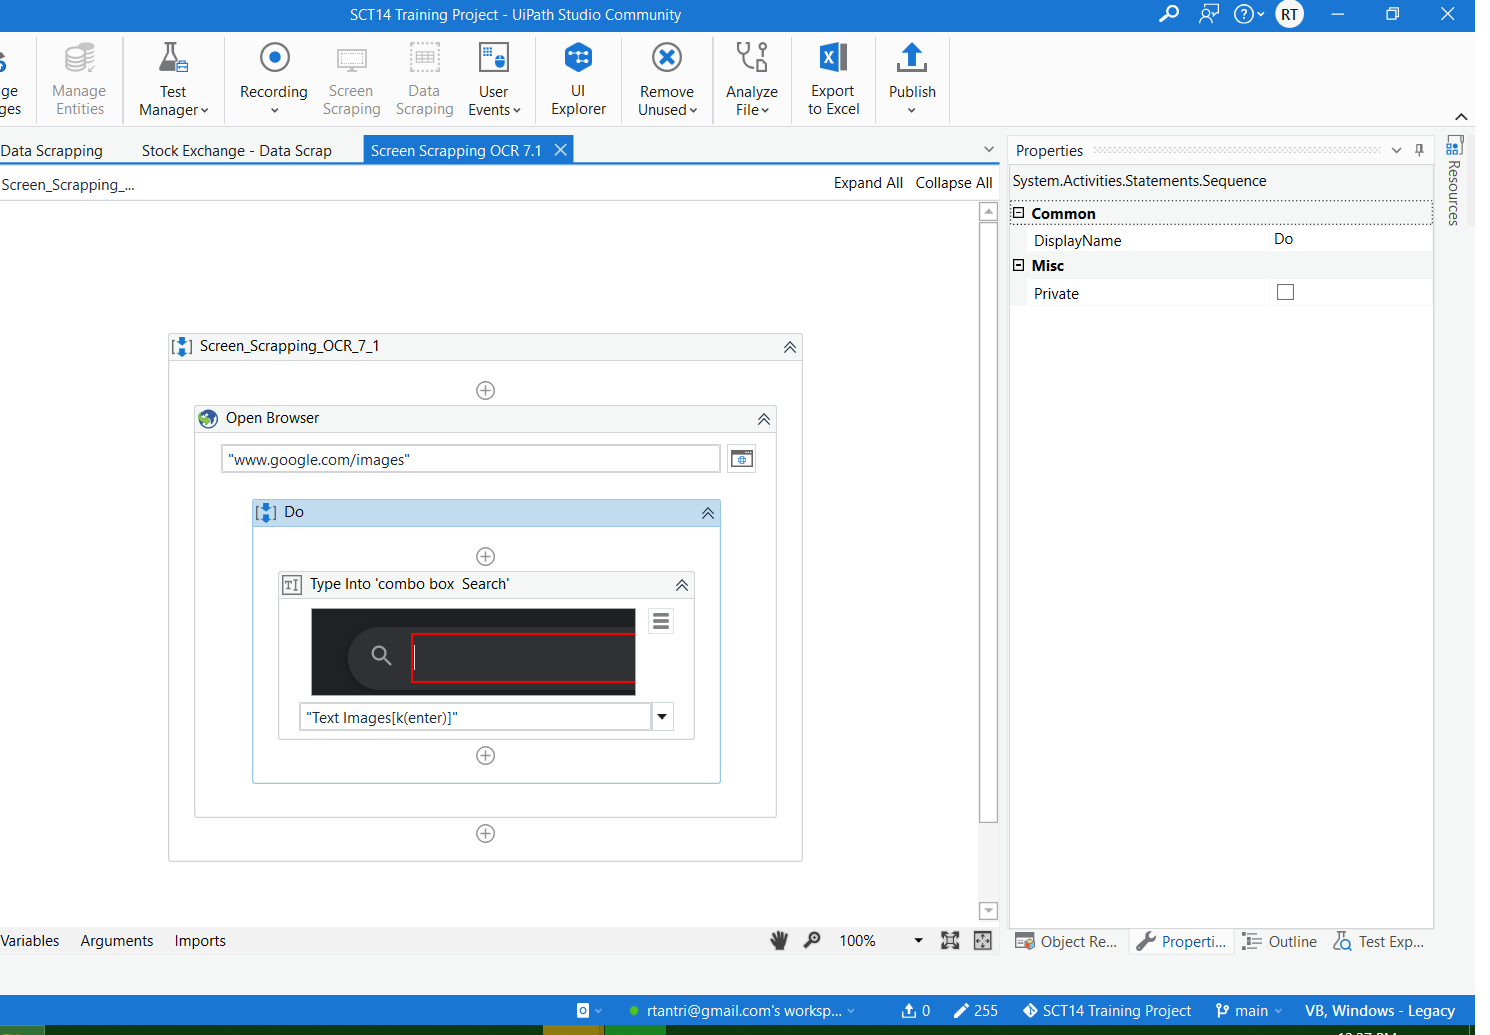 SCT14 Training Project - UiPath Studio Community
RT
ge
ges
Manage
Entities
Test
Manager
Recording
Screen
Scraping
Data
Scraping
User
Events
UI
Explorer
Remove
Unused
Analyze
File
Export
to Excel
Publish
Data Scrapping
Stock Exchange - Data Scrap
Screen Scrapping OCR 7.1
Screen_Scrapping_...
Expand All
Collapse All
Screen_Scrapping_OCR_7_1
Open Browser
"www.google.com/images"
Do
Type Into 'combo box  Search'
"Text Images[k(enter)]"
Variables
Arguments
Imports
100%
Properties
System.Activities.Statements.Sequence
Common
DisplayName
Do
Misc
Private
Resources
Object Re...
Properti...
Outline
Test Exp...
rtantri@gmail.com's worksp...
0
255
SCT14 Training Project
main
VB, Windows - Legacy